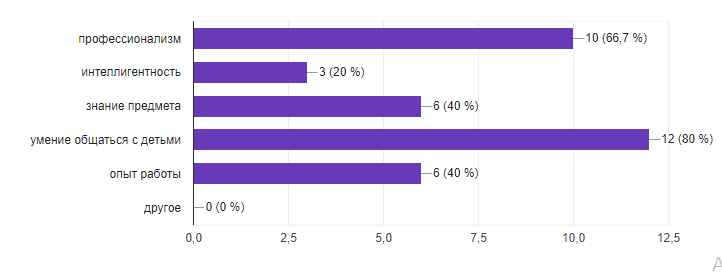 профессионализм 10 (66,7 %)
интеллигентность 3 (20 %)
знание предмета 6 (40 %)
умение общаться с детьми 12 (80 %)
опыт работы 6 (40 %)
другое 0 (0 %)
0,0 2,5 5,0 7,5 10,0 12,5